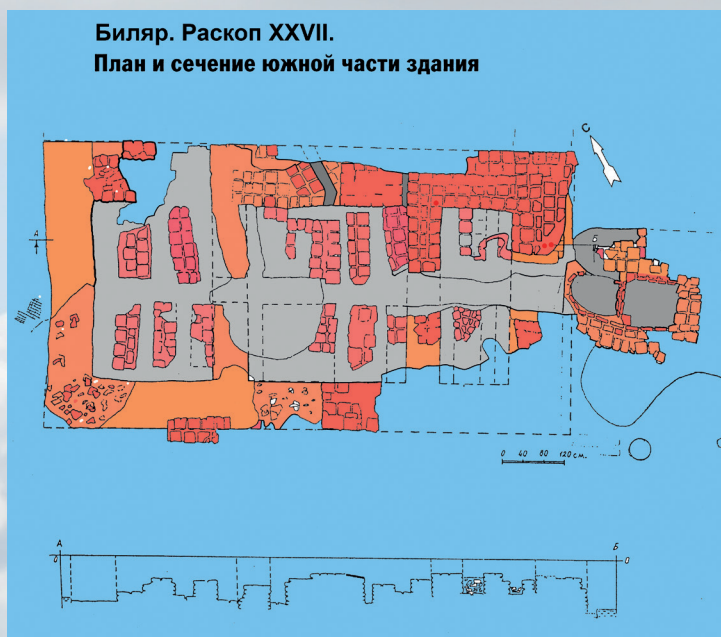 Биляр. Раскоп XXVII.
План и сечение южной части здания
С
А
Б
0 40 80 120 см.
А Б
0 0